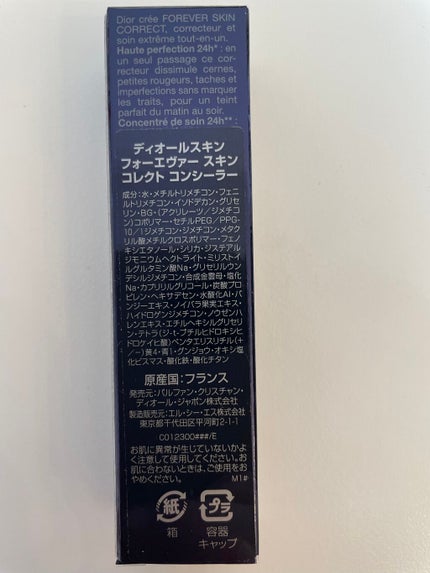 Dior crée FOREVER SKIN
CORRECT, correcteur et
soin extrême tout-en-un.
Haute perfection 24h* : en
un seul passage ce cor-
recteur dissimule cernes,
petites rougeurs, taches et
imperfections sans marquer
les traits, pour un teint
parfait du matin au soir.
Concentré de soin 24h** :
ディオールスキン
フォーエヴァー スキン
コレクト コンシーラー
成分:水・メチルトリメチコン・フェニ
ルトリメチコン・イソドデカン・グリセ
リン・BG・(アクリレーツ/ジメチコ
ン)コポリマー・セチルPEG/PPG-
10/1ジメチコン・ジメチコン・メタク
リル酸メチルクロスポリマー・フェノ
キシエタノール・シリカ・ジステアル
ジモニウムヘクトライト・ミリストイ
ルグルタミン酸Na・グリセリルウン
デシルジメチコン・合成金雲母・塩化
Na・カプリリルグリコール・炭酸プロ
ピレン・ヘキサデセン・水酸化Al・パ
ンジーエキス・ノイバラ果実エキス・
ハイドロゲンジメチコン・ノウゼンハ
レンエキス・エチルヘキシルグリセリ
ン・テトラ(ジ-t-ブチルヒドロキシヒ
ドロケイヒ酸)ペンタエリスリチル(+
/−)黄4・青1・グンジョウ・オキシ塩
化ビスマス・酸化鉄・酸化チタン
原産国:フランス
発売元:パルファン・クリスチャン・
ディオール・ジャポン株式会社
製造販売元:エル・シー・エス株式会社
東京都千代田区平河町2-1-1
C012300###/E
お肌に異常が生じていないかよ
く注意して使用してください。お
肌に合わないときは、ご使用をお
やめください。
M1#
紙
プラ
箱
容器
キャップ